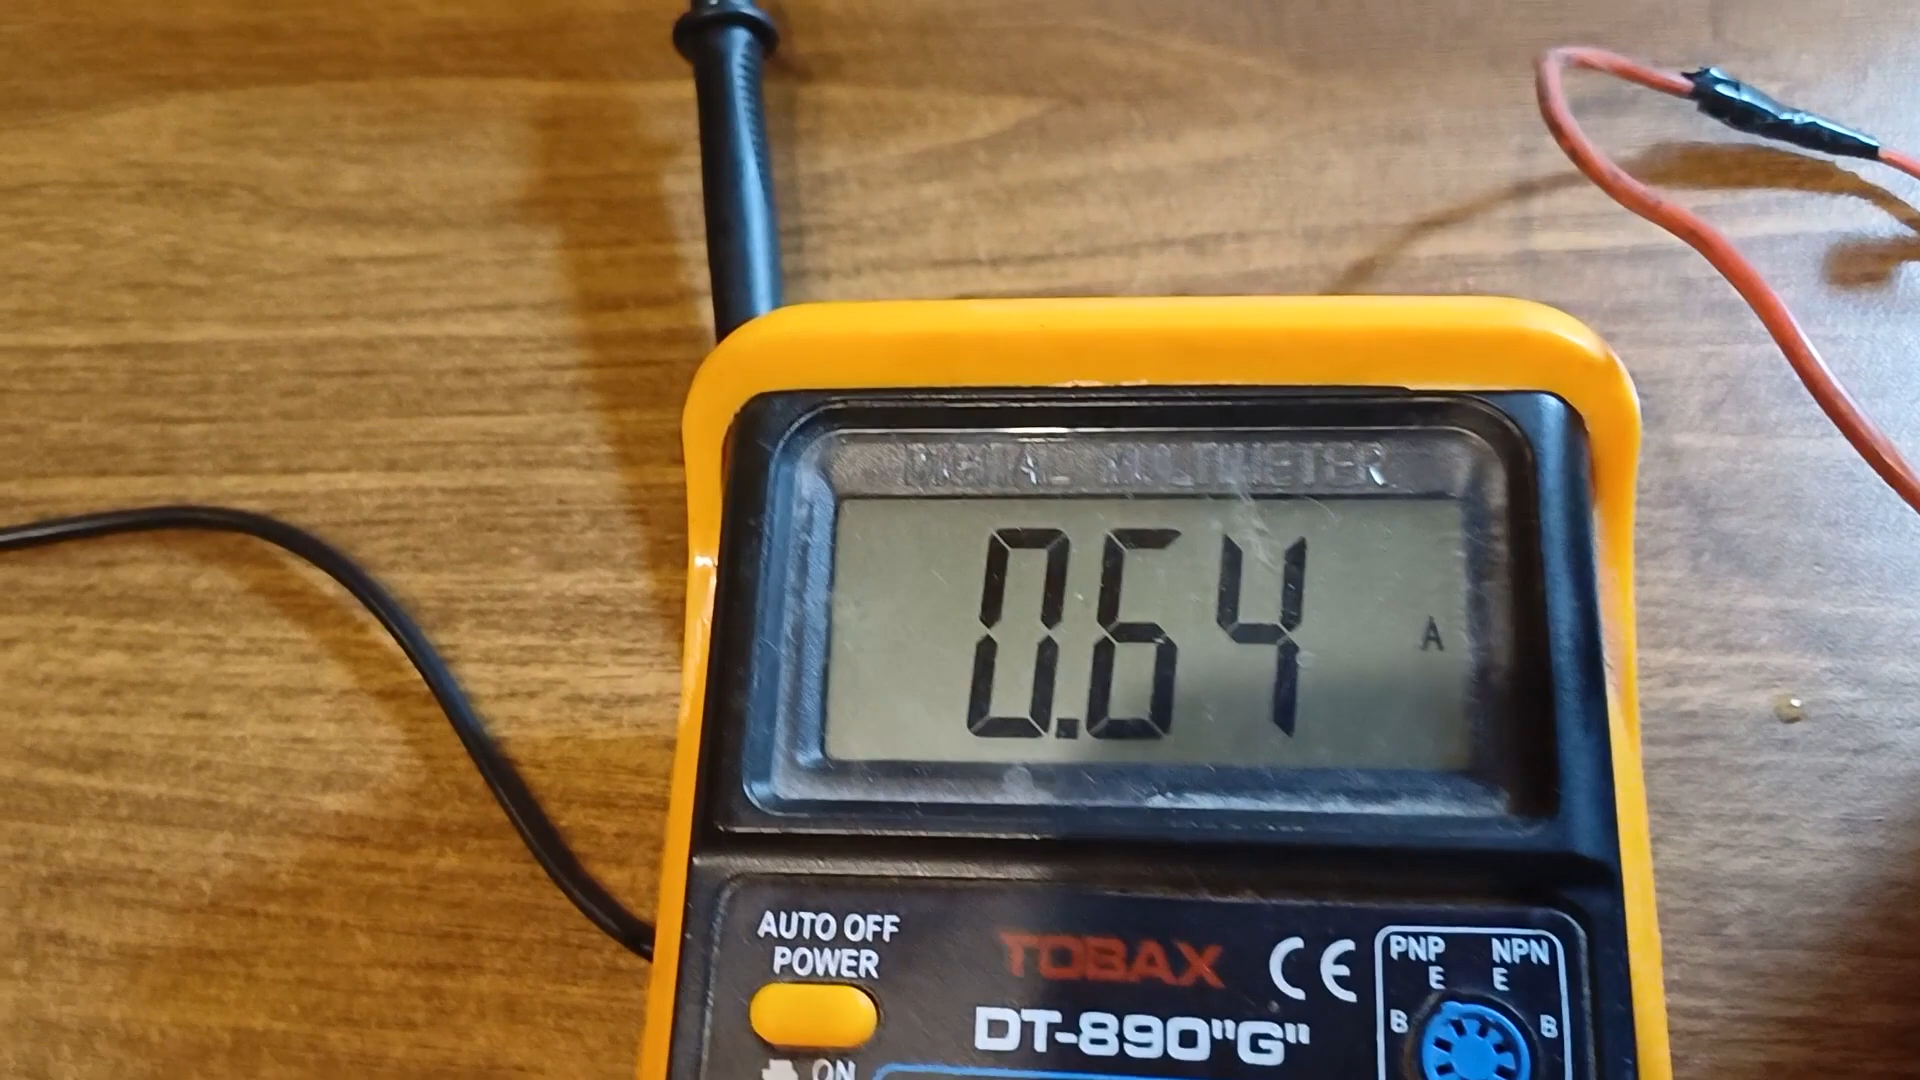 DIGITAL MULTIMETER
0.64 A
AUTO OFF
POWER
TOBAX
CE
DT-890"G"
ON
PNP NPN
E E
B B